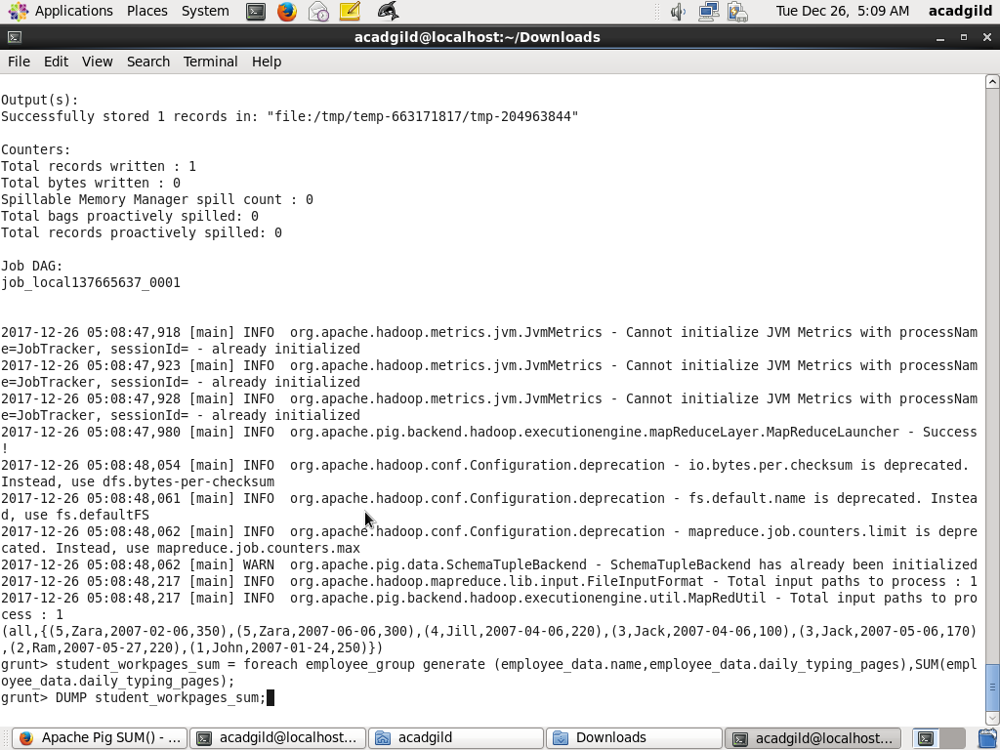 Applications Places System
Tue Dec 26, 5:09 AM acadgild
acadgild@localhost:~/Downloads
File Edit View Search Terminal Help
Output(s):
Successfully stored 1 records in: "file:/tmp/temp-663171817/tmp-204963844"
Counters:
Total records written : 1
Total bytes written : 0
Spillable Memory Manager spill count : 0
Total bags proactively spilled: 0
Total records proactively spilled: 0
Job DAG:
job_local137665637_0001
2017-12-26 05:08:47,918 [main] INFO  org.apache.hadoop.metrics.jvm.JvmMetrics - Cannot initialize JVM Metrics with processNam
e=JobTracker, sessionId= - already initialized
2017-12-26 05:08:47,923 [main] INFO  org.apache.hadoop.metrics.jvm.JvmMetrics - Cannot initialize JVM Metrics with processNam
e=JobTracker, sessionId= - already initialized
2017-12-26 05:08:47,928 [main] INFO  org.apache.hadoop.metrics.jvm.JvmMetrics - Cannot initialize JVM Metrics with processNam
e=JobTracker, sessionId= - already initialized
2017-12-26 05:08:47,980 [main] INFO  org.apache.pig.backend.hadoop.executionengine.mapReduceLayer.MapReduceLauncher - Success
!
2017-12-26 05:08:48,054 [main] INFO  org.apache.hadoop.conf.Configuration.deprecation - io.bytes.per.checksum is deprecated.
Instead, use dfs.bytes-per-checksum
2017-12-26 05:08:48,061 [main] INFO  org.apache.hadoop.conf.Configuration.deprecation - fs.default.name is deprecated. Instea
d, use fs.defaultFS
2017-12-26 05:08:48,062 [main] INFO  org.apache.hadoop.conf.Configuration.deprecation - mapreduce.job.counters.limit is depre
cated. Instead, use mapreduce.job.counters.max
2017-12-26 05:08:48,062 [main] WARN  org.apache.pig.data.SchemaTupleBackend - SchemaTupleBackend has already been initialized
2017-12-26 05:08:48,217 [main] INFO  org.apache.hadoop.mapreduce.lib.input.FileInputFormat - Total input paths to process : 1
2017-12-26 05:08:48,217 [main] INFO  org.apache.pig.backend.hadoop.executionengine.util.MapRedUtil - Total input paths to pro
cess : 1
(all,{(5,Zara,2007-02-06,350),(5,Zara,2007-06-06,300),(4,Jill,2007-04-06,220),(3,Jack,2007-04-06,100),(3,Jack,2007-05-06,170)
,(2,Ram,2007-05-27,220),(1,John,2007-01-24,250)})
grunt> student_workpages_sum = foreach employee_group generate (employee_data.name,employee_data.daily_typing_pages),SUM(empl
oyee_data.daily_typing_pages);
grunt> DUMP student_workpages_sum;
Apache Pig SUM() - ...
acadgild@localhost...
acadgild
Downloads
acadgild@localhost...